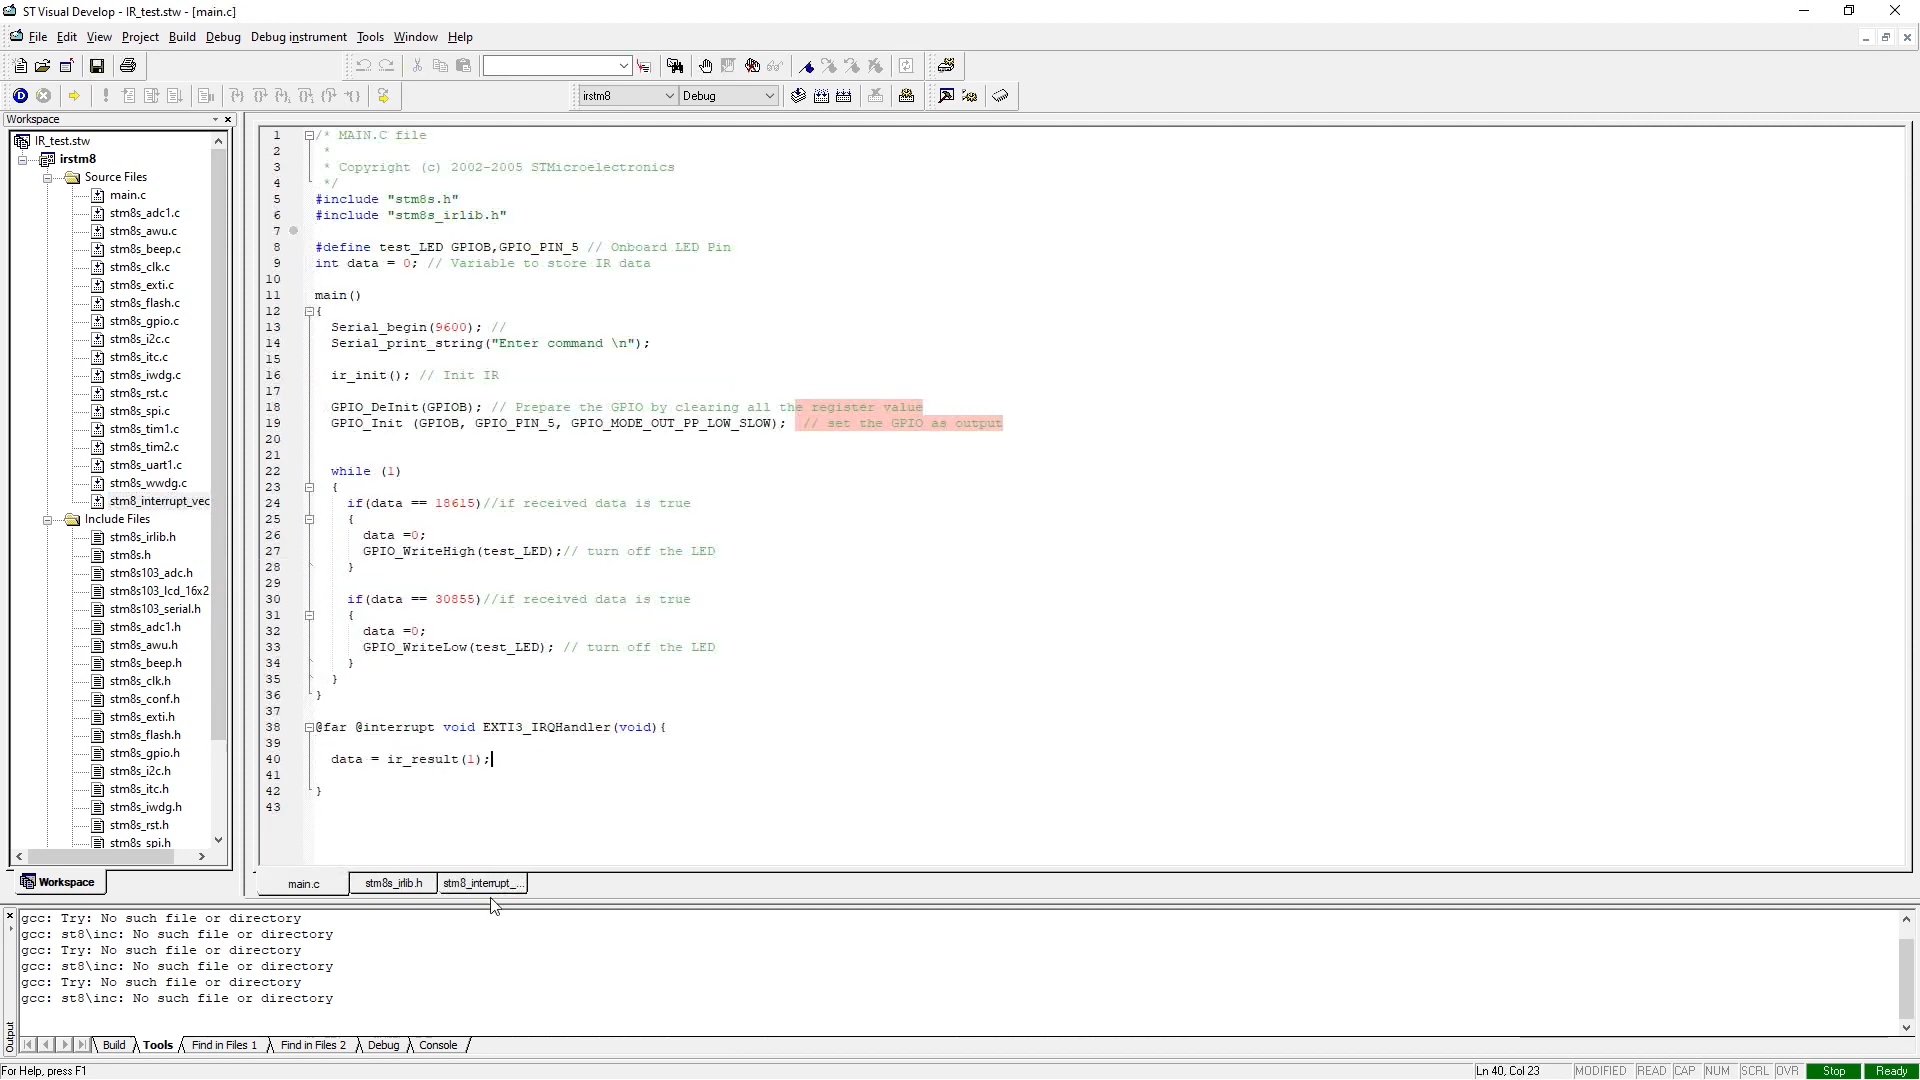 ST Visual Develop - IR_test.stw - [main.c]
File Edit View Project Build Debug Debug instrument Tools Window Help
irstm8 Debug
Workspace
IR_test.stw
irstm8
Source Files
main.c
stm8s_adc1.c
stm8s_awu.c
stm8s_beep.c
stm8s_clk.c
stm8s_exti.c
stm8s_flash.c
stm8s_gpio.c
stm8s_i2c.c
stm8s_itc.c
stm8s_iwdg.c
stm8s_rst.c
stm8s_spi.c
stm8s_tim1.c
stm8s_tim2.c
stm8s_uart1.c
stm8s_wwdg.c
stm8_interrupt_vec
Include Files
stm8s_irlib.h
stm8s.h
stm8s103_adc.h
stm8s103_lcd_16x2
stm8s103_serial.h
stm8s_adc1.h
stm8s_awu.h
stm8s_beep.h
stm8s_clk.h
stm8s_conf.h
stm8s_exti.h
stm8s_flash.h
stm8s_gpio.h
stm8s_i2c.h
stm8s_itc.h
stm8s_iwdg.h
stm8s_rst.h
stm8s_spi.h
Workspace
1 /* MAIN.C file
2 *
3 * Copyright (c) 2002-2005 STMicroelectronics
4 */
5 #include "stm8s.h"
6 #include "stm8s_irlib.h"
7
8 #define test_LED GPIOB,GPIO_PIN_5 // Onboard LED Pin
9 int data = 0; // Variable to store IR data
10
11 main()
12 {
13 Serial_begin(9600); //
14 Serial_print_string("Enter command \n");
15
16 ir_init(); // Init IR
17
18 GPIO_DeInit(GPIOB); // Prepare the GPIO by clearing all the register value
19 GPIO_Init (GPIOB, GPIO_PIN_5, GPIO_MODE_OUT_PP_LOW_SLOW); // set the GPIO as output
20
21
22 while (1)
23 {
24 if(data == 18615)//if received data is true
25 {
26 data =0;
27 GPIO_WriteHigh(test_LED);// turn off the LED
28 }
29
30 if(data == 30855)//if received data is true
31 {
32 data =0;
33 GPIO_WriteLow(test_LED); // turn off the LED
34 }
35 }
36 }
37
38 @far @interrupt void EXTI3_IRQHandler(void){
39
40 data = ir_result(1);
41
42 }
43
main.c stm8s_irlib.h stm8_interrupt_...
gcc: Try: No such file or directory
gcc: st8\inc: No such file or directory
gcc: Try: No such file or directory
gcc: st8\inc: No such file or directory
gcc: Try: No such file or directory
gcc: st8\inc: No such file or directory
Output
Build Tools Find in Files 1 Find in Files 2 Debug Console
For Help, press F1
Ln 40, Col 23 MODIFIED READ CAP NUM SCRL OVR Stop Ready